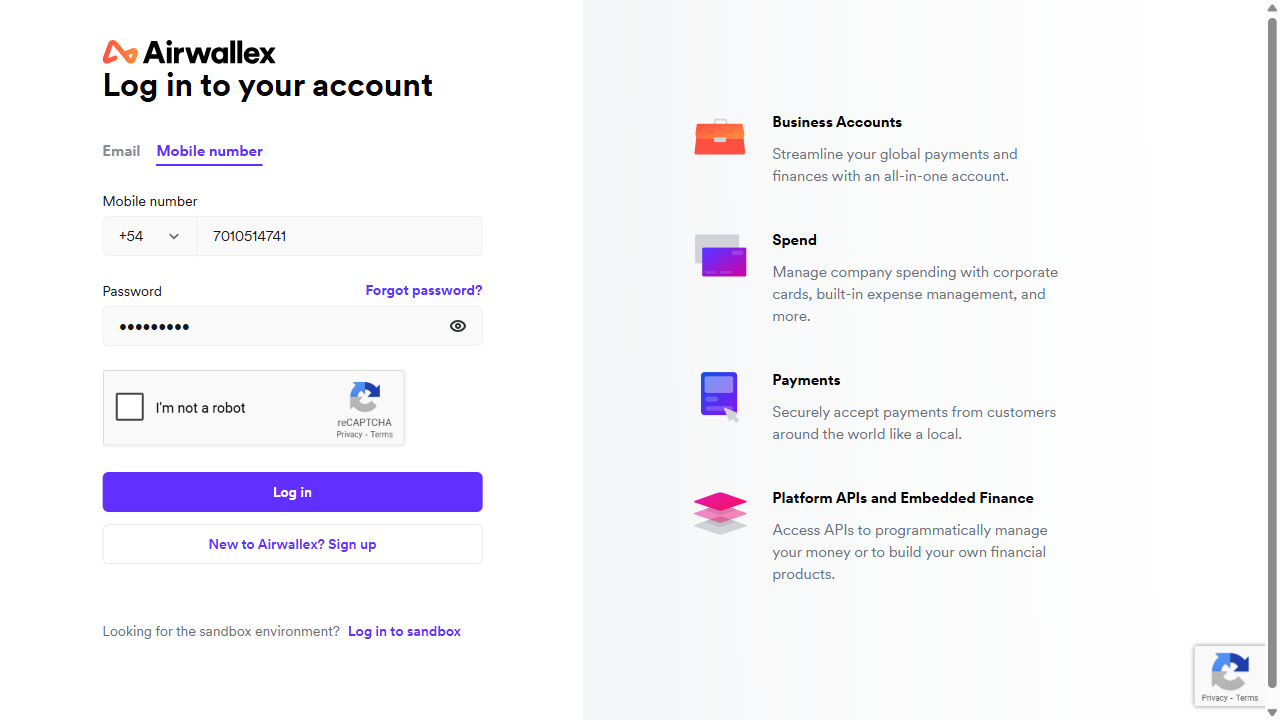 Airwallex
Log in to your account
Email
Mobile number
Mobile number
+54
7010514741
Password
Forgot password?
•••••••••
I'm not a robot
reCAPTCHA
Privacy - Terms
Log in
New to Airwallex? Sign up
Looking for the sandbox environment? Log in to sandbox
Business Accounts
Streamline your global payments and
finances with an all-in-one account.
Spend
Manage company spending with corporate
cards, built-in expense management, and
more.
Payments
Securely accept payments from customers
around the world like a local.
Platform APIs and Embedded Finance
Access APIs to programmatically manage
your money or to build your own financial
products.
Privacy - Terms